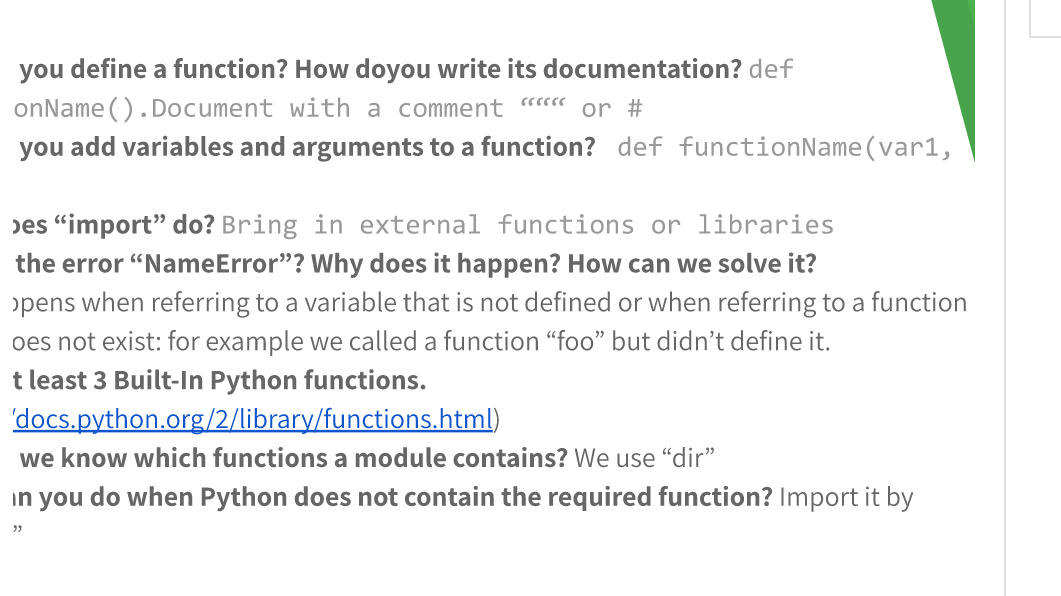 you define a function? How doyou write its documentation? def
onName().Document with a comment “““ or #
you add variables and arguments to a function? def functionName(var1,
oes “import” do? Bring in external functions or libraries
the error “NameError”? Why does it happen? How can we solve it?
ppens when referring to a variable that is not defined or when referring to a function
oes not exist: for example we called a function “foo” but didn’t define it.
t least 3 Built-In Python functions.
/docs.python.org/2/library/functions.html)
we know which functions a module contains? We use “dir”
an you do when Python does not contain the required function? Import it by
”